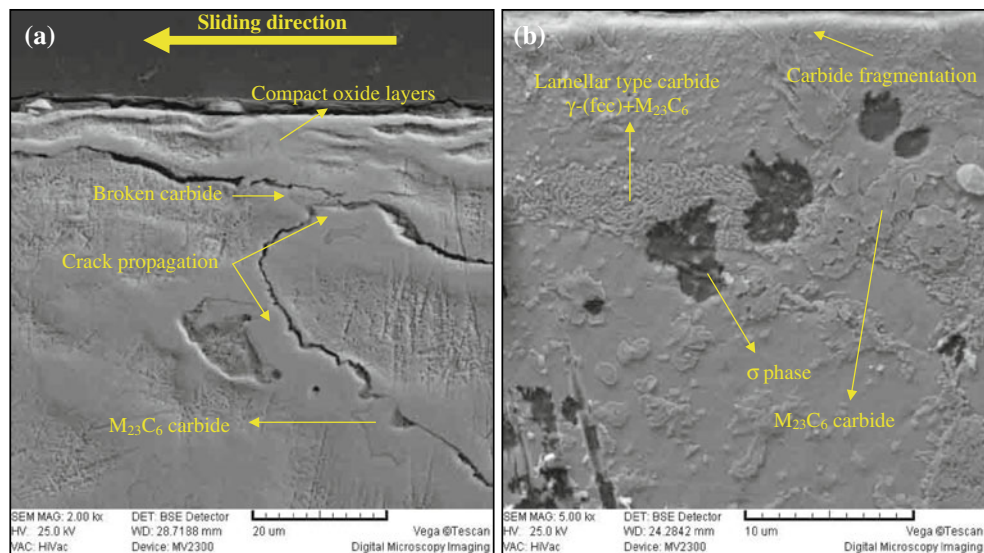 (a)
Sliding direction
Compact oxide layers
Broken carbide
Crack propagation
M₂₃C₆ carbide
SEM MAG: 2.00 kx DET: BSE Detector
HV: 25.0 kV WD: 28.7188 mm 20 um Vega ©Tescan
VAC: HiVac Device: MV2300 Digital Microscopy Imaging
(b)
Lamellar type carbide
γ-(fcc)+M₂₃C₆
Carbide fragmentation
σ phase
M₂₃C₆ carbide
SEM MAG: 5.00 kx DET: BSE Detector
HV: 25.0 kV WD: 24.2842 mm 10 um Vega ©Tescan
VAC: HiVac Device: MV2300 Digital Microscopy Imaging